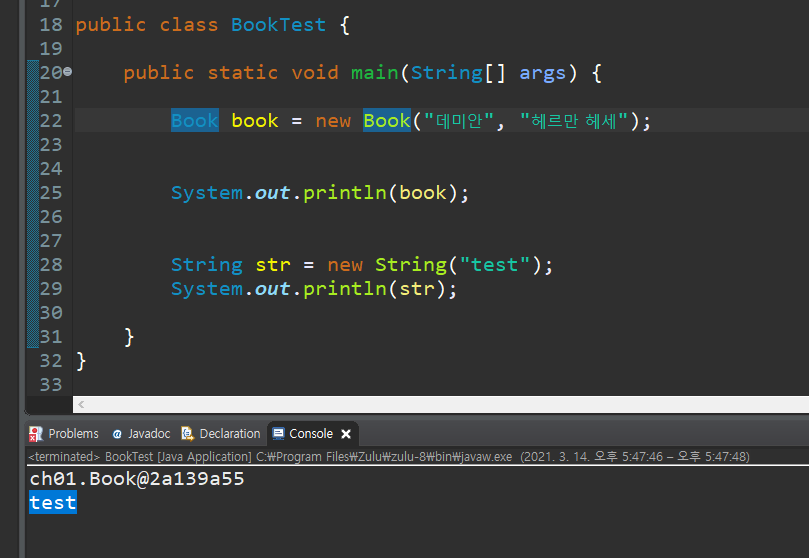 17
18 public class BookTest {
19
20 public static void main(String[] args) {
21
22 Book book = new Book("데미안", "헤르만 헤세");
23
24
25 System.out.println(book);
26
27
28 String str = new String("test");
29 System.out.println(str);
30
31 }
32 }
33
Problems @ Javadoc Declaration Console
<terminated> BookTest [Java Application] C:₩Program Files₩Zulu₩zulu-8₩bin₩javaw.exe (2021. 3. 14. 오후 5:47:46 – 오후 5:47:48)
ch01.Book@2a139a55
test